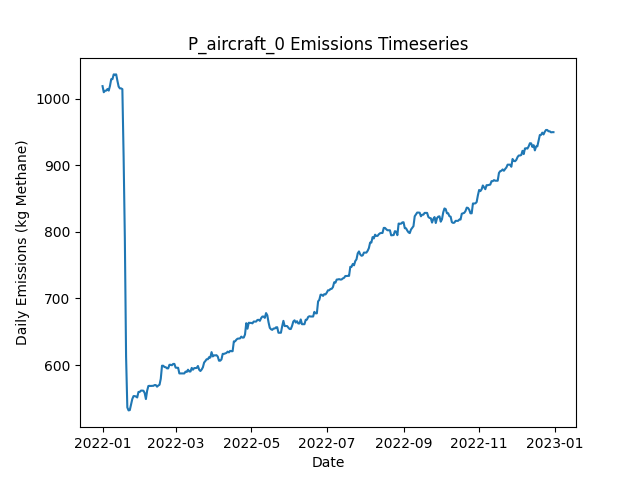 P_aircraft_0 Emissions Timeseries
Daily Emissions (kg Methane)
1000
900
800
700
600
2022-01 2022-03 2022-05 2022-07 2022-09 2022-11 2023-01
Date